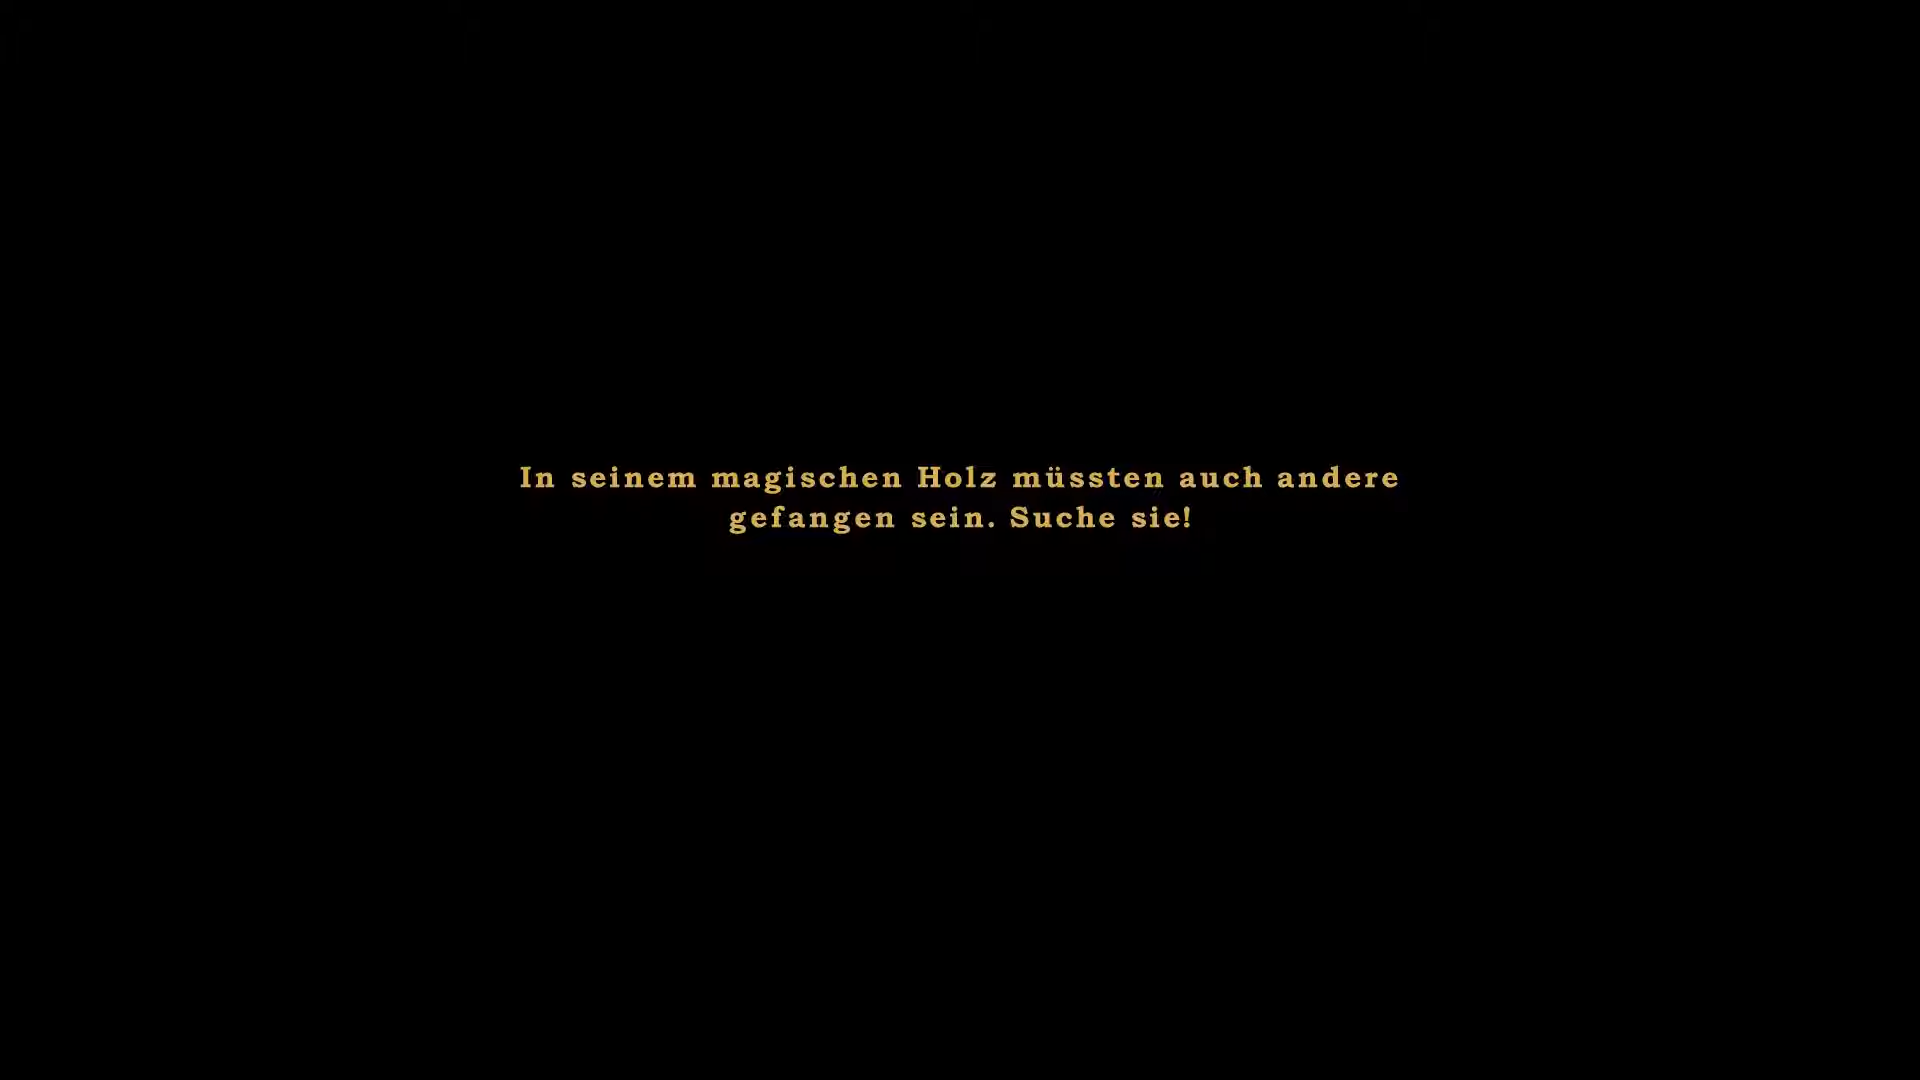 In seinem magischen Holz müssten auch andere
gefangen sein. Suche sie!